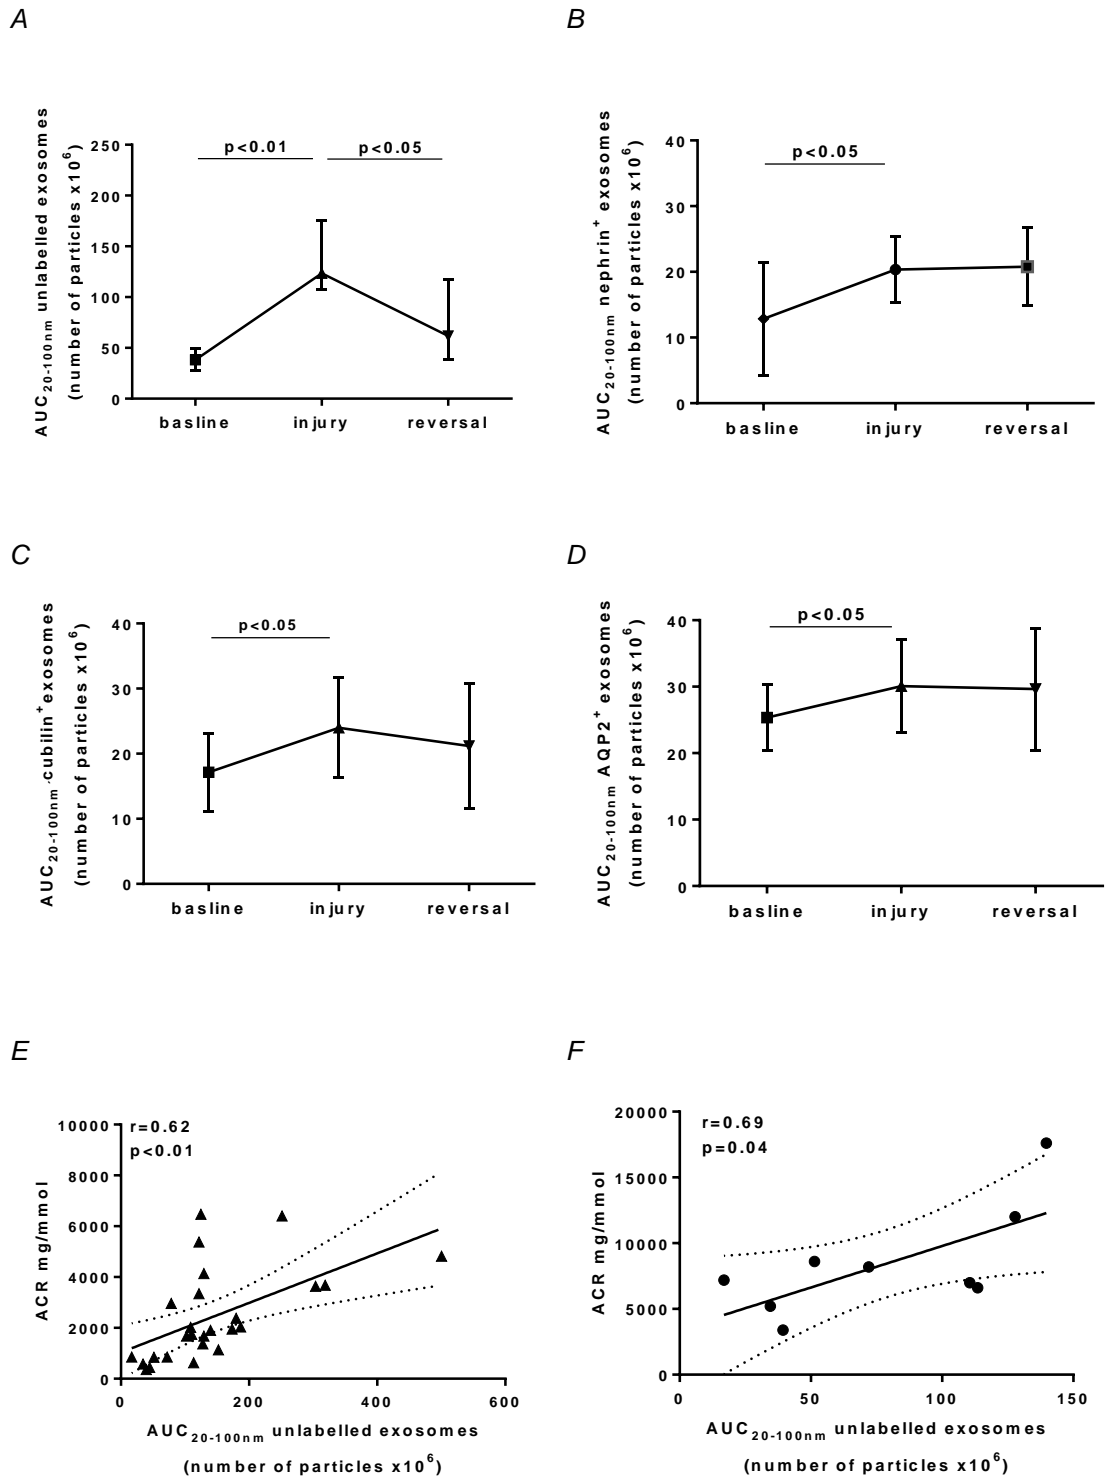 A
B
AUC20-100nm unlabelled exosomes
(number of particles x10^6)
250
200
150
100
50
0
p<0.01
p<0.05
basline
injury
reversal
AUC20-100nm nephrin+ exosomes
(number of particles x10^6)
40
30
20
10
0
p<0.05
basline
injury
reversal
C
D
AUC20-100nm cubilin+ exosomes
(number of particles x10^6)
40
30
20
10
0
p<0.05
basline
injury
reversal
AUC20-100nm AQP2+ exosomes
(number of particles x10^6)
40
30
20
10
0
p<0.05
basline
injury
reversal
E
F
ACR mg/mmol
10000
8000
6000
4000
2000
0
r=0.62
p<0.01
0
200
400
600
AUC20-100nm unlabelled exosomes
(number of particles x10^6)
ACR mg/mmol
20000
15000
10000
5000
0
r=0.69
p=0.04
0
50
100
150
AUC20-100nm unlabelled exosomes
(number of particles x10^6)